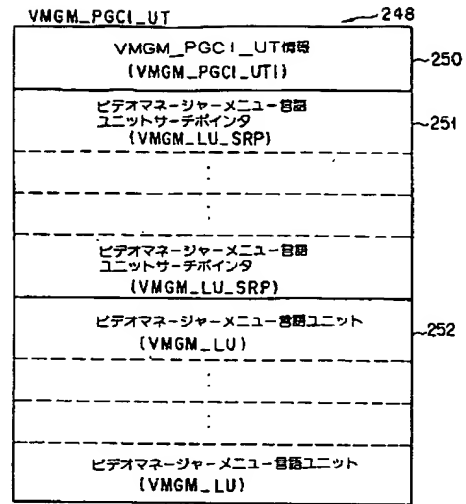 VMGM_PGCI_UT
248
VMGM_PGCI_UT情報
(VMGM_PGCI_UTI)
250
ビデオマネージャーメニュー言語
ユニットサーチポインタ
(VMGM_LU_SRP)
251
ビデオマネージャーメニュー言語
ユニットサーチポインタ
(VMGM_LU_SRP)
ビデオマネージャーメニュー言語ユニット
(VMGM_LU)
252
ビデオマネージャーメニュー言語ユニット
(VMGM_LU)